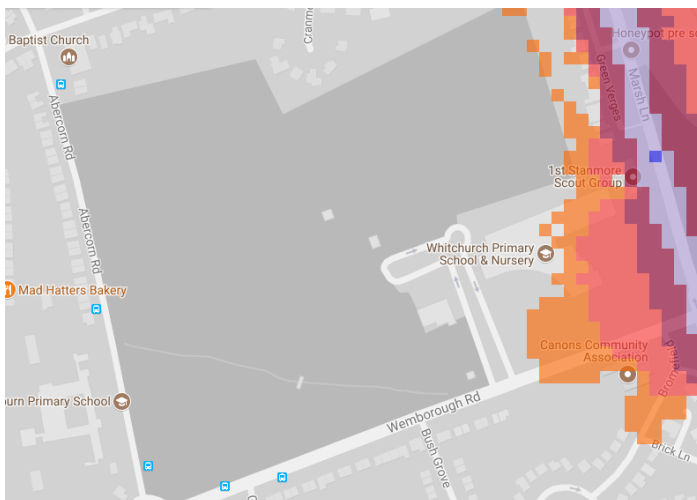 Baptist Church
Cranme
Honeypot pre sc
Green Verges
Marsh Ln
Abercorn Rd
1st Stanmore
Scout Group
Abercorn Rd
Whitchurch Primary
School & Nursery
Mad Hatters Bakery
Canons Community
Association
urn Primary School
Wemborough Rd
Bush Grove
Brick Ln